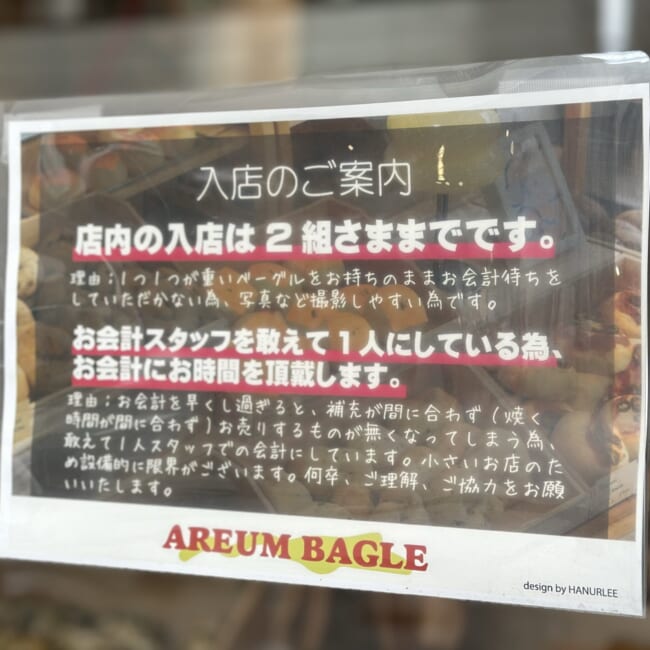 入店のご案内
店内の入店は2組さままでです。
理由:1つ1つが重いベーグルをお持ちのままお会計待ちを
していただかない為、写真など撮影しやすい為です。
お会計スタッフを敢えて1人にしている為、
お会計にお時間を頂戴します。
理由:お会計を早くし過ぎると、補充が間に合わず(焼く
時間が間に合わず)お売りするものが無くなってしまう為、
敢えて1人スタッフでの会計にしています。小さいお店のた
め設備的に限界がございます。何卒、ご理解、ご協力をお願
いいたします。
AREUM BAGLE
design by HANURLEE